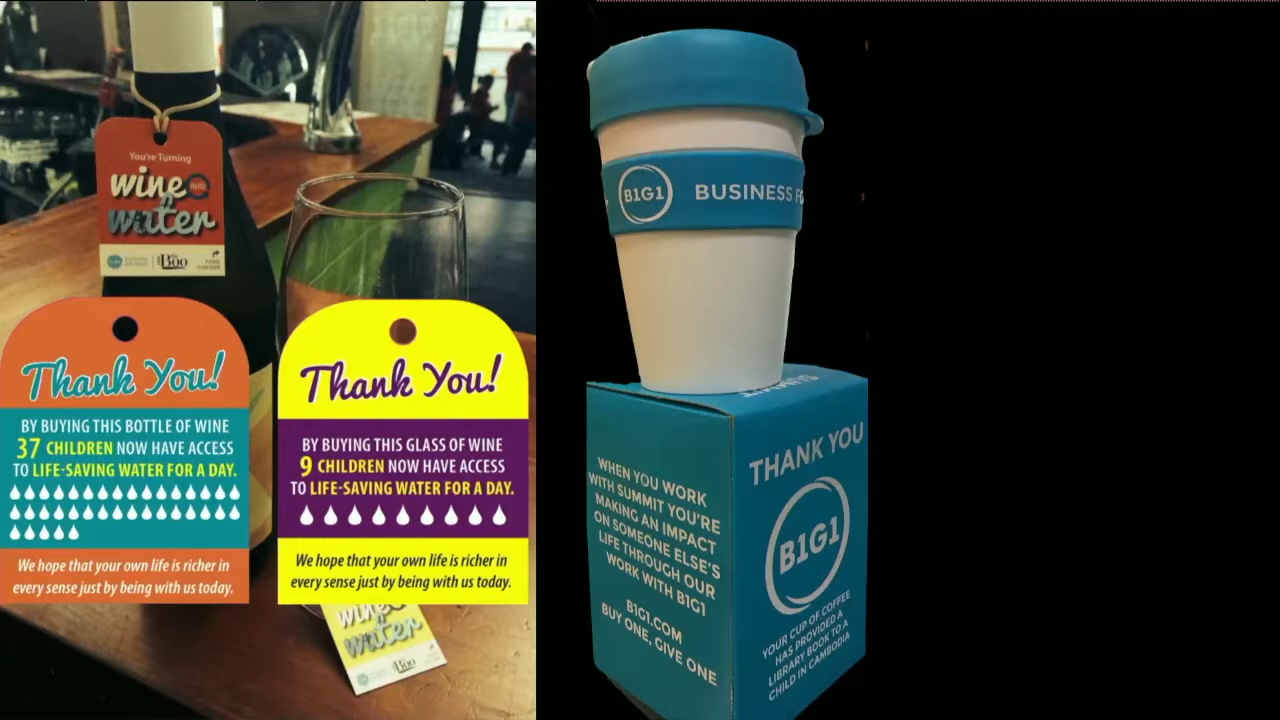 You're Turning
wine INTO
water
Boo
Thank You!
BY BUYING THIS BOTTLE OF WINE
37 CHILDREN NOW HAVE ACCESS
TO LIFE-SAVING WATER FOR A DAY.
We hope that your own life is richer in
every sense just by being with us today.
Thank You!
BY BUYING THIS GLASS OF WINE
9 CHILDREN NOW HAVE ACCESS
TO LIFE-SAVING WATER FOR A DAY.
We hope that your own life is richer in
every sense just by being with us today.
wine
water
Boo
B1G1 BUSINESS FO
SUMMIT
WHEN YOU WORK
WITH SUMMIT YOU'RE
MAKING AN IMPACT
ON SOMEONE ELSE'S
LIFE THROUGH OUR
WORK WITH B1G1
B1G1.COM
BUY ONE, GIVE ONE
THANK YOU
B1G1
YOUR CUP OF COFFEE
HAS PROVIDED A
LIBRARY BOOK TO A
CHILD IN CAMBODIA